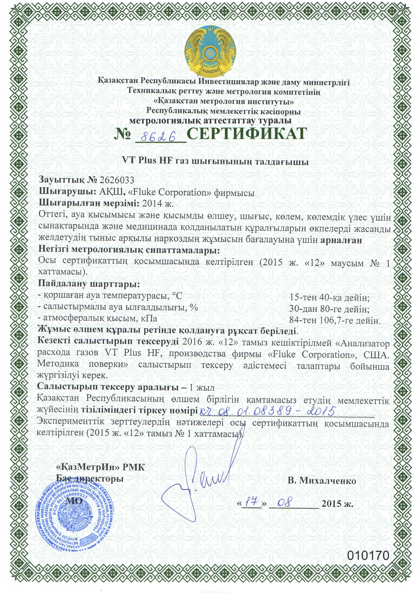 Қазақстан Республикасы Инвестициялар және даму министрлігі
Техникалық реттеу және метрология комитетінің
«Қазақстан метрология институты»
Республикалық мемлекеттік кәсіпорны
метрологиялық аттестаттау туралы
№ 8626 СЕРТИФИКАТ
VT Plus HF газ шығынының талдағышы
Зауыттық № 2626033
Шығарушы: АҚШ, «Fluke Corporation» фирмысы
Шығарылған мерзімі: 2014 ж.
Оттегі, ауа қысымысы және қысымды өлшеу, шығыс, көлем, көлемдік үлес үшін
сынақтарында және медицинада колданылатын құралғыларын өкпелерді жасанды
желдетудің тыныс арқылы наркоздың жұмысын бағалауына үшін арналған
Негізгі метрологиялық сипаттамалары:
Осы сертификаттың қосымшасында келтірілген (2015 ж. «12» маусым № 1
хаттамасы).
Пайдалану шарттары:
- қоршаған ауа температурасы, °С 15-тен 40-қа дейін;
- салыстырмалы ауа ылғалдылығы, % 30-дан 80-ге дейін;
- атмосфералық қысым, кПа 84-тен 106,7-ге дейін.
Жұмыс өлшем құралы ретінде колдануға рұқсат беріледі.
Кезекті салыстырып тексеруді 2016 ж. «12» тамыз кешіктірілмей «Анализатор
расхода газов VT Plus HF, производства фирмы «Fluke Corporation», США.
Методика поверки» салыстырып тексеру әдістемесі талаптары бойынша
жүргізілуі керек.
Салыстырып тексеру аралығы – 1 жыл
Қазақстан Республикасының өлшем бірлігін қамтамасыз етудің мемлекеттік
жүйесінің тізіліміндегі тіркеу нөмірі KZ 08 01.08389 - 2015
Эксперименттік зерттеулердің нәтижелері осы сертификаттың қосымшасында
келтірілген (2015 ж. «12» тамыз № 1 хаттамасы).
«ҚазМетрИн» РМК
Бас директоры
В. Михалченко
МО
«17» 08 2015 ж.
010170